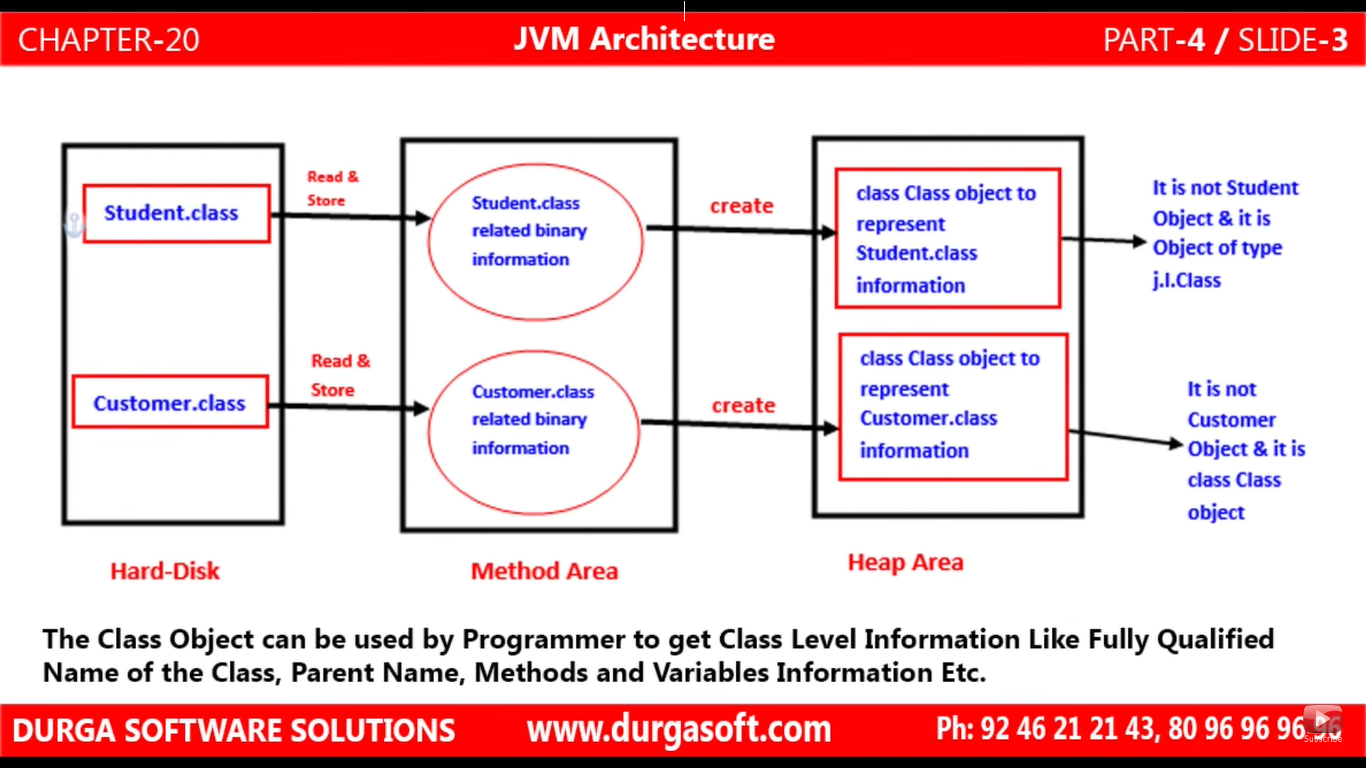 CHAPTER-20
JVM Architecture
PART-4 / SLIDE-3
Student.class
Read &
Store
Student.class
related binary
information
create
class Class object to
represent
Student.class
information
It is not Student
Object & it is
Object of type
j.l.Class
Customer.class
Read &
Store
Customer.class
related binary
information
create
class Class object to
represent
Customer.class
information
It is not
Customer
Object & it is
class Class
object
Hard-Disk
Method Area
Heap Area
The Class Object can be used by Programmer to get Class Level Information Like Fully Qualified
Name of the Class, Parent Name, Methods and Variables Information Etc.
DURGA SOFTWARE SOLUTIONS
www.durgasoft.com
Ph: 92 46 21 21 43, 80 96 96 96 96
Subscribe